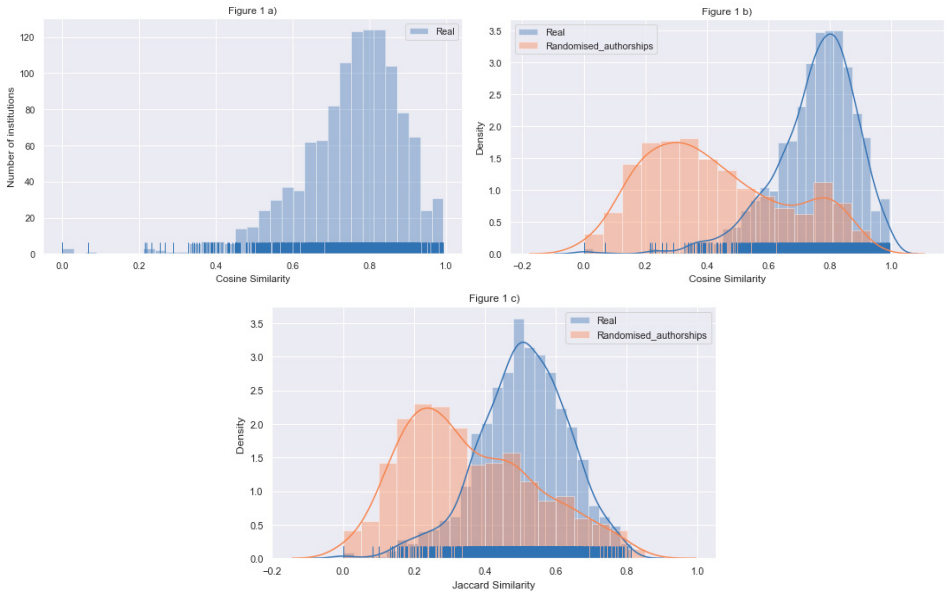 Figure 1 a)
Number of institutions
120
100
80
60
40
20
0
Real
0.0 0.2 0.4 0.6 0.8 1.0
Cosine Similarity
Figure 1 b)
Density
3.5
3.0
2.5
2.0
1.5
1.0
0.5
0.0
Real
Randomised_authorships
−0.2 0.0 0.2 0.4 0.6 0.8 1.0
Cosine Similarity
Figure 1 c)
Density
3.5
3.0
2.5
2.0
1.5
1.0
0.5
0.0
Real
Randomised_authorships
−0.2 0.0 0.2 0.4 0.6 0.8 1.0
Jaccard Similarity